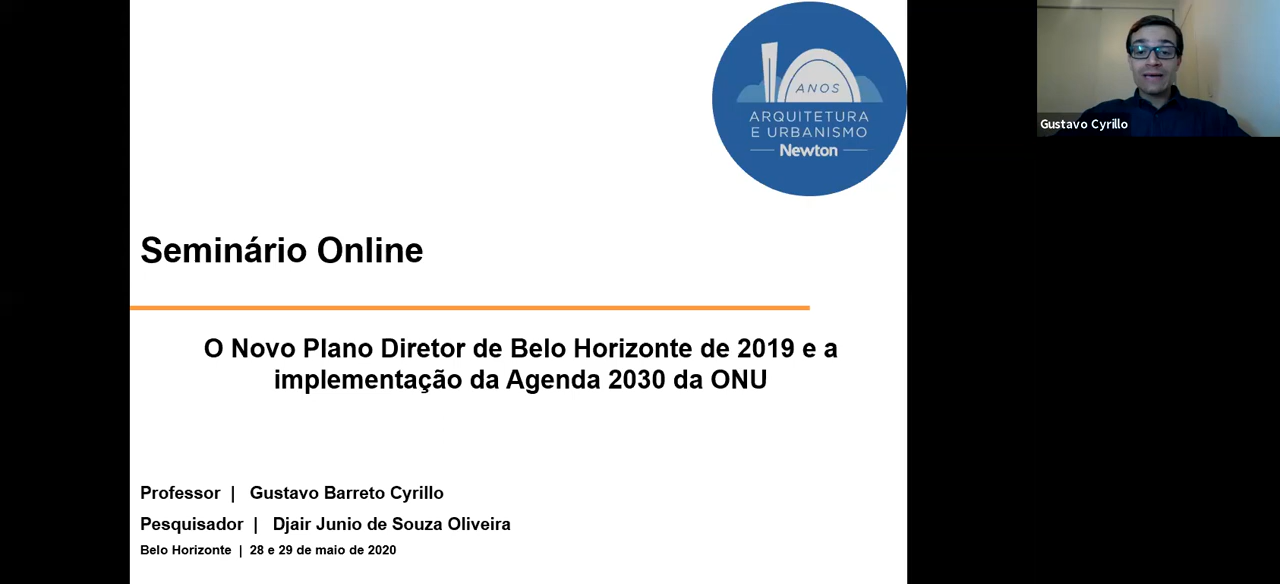 ANOS
ARQUITETURA
E URBANISMO
Newton
Gustavo Cyrillo
Seminário Online
O Novo Plano Diretor de Belo Horizonte de 2019 e a
implementação da Agenda 2030 da ONU
Professor | Gustavo Barreto Cyrillo
Pesquisador | Djair Junio de Souza Oliveira
Belo Horizonte | 28 e 29 de maio de 2020